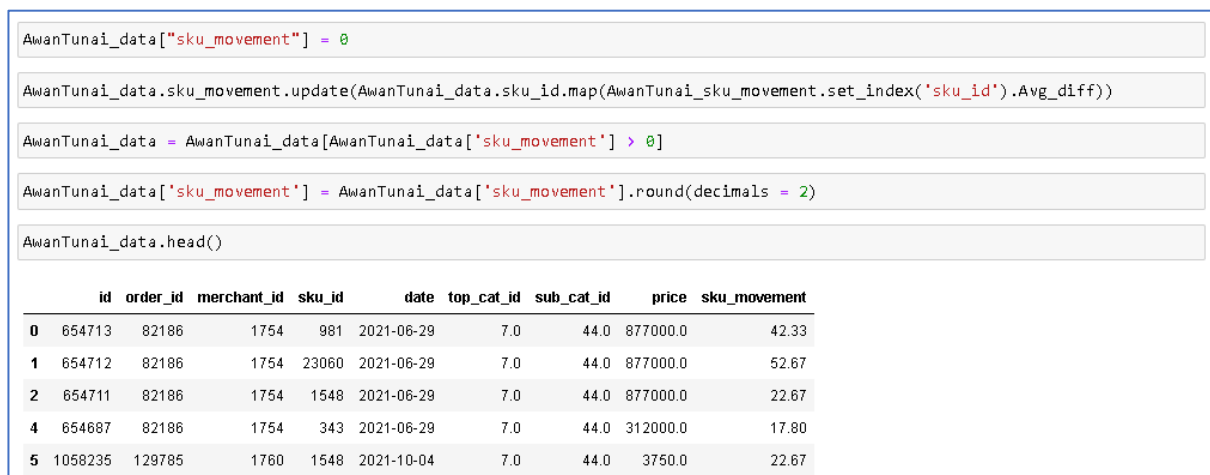 AwanTunai_data["sku_movement"] = 0
AwanTunai_data.sku_movement.update(AwanTunai_data.sku_id.map(AwanTunai_sku_movement.set_index('sku_id').Avg_diff))
AwanTunai_data = AwanTunai_data[AwanTunai_data['sku_movement'] > 0]
AwanTunai_data['sku_movement'] = AwanTunai_data['sku_movement'].round(decimals = 2)
AwanTunai_data.head()
id order_id merchant_id sku_id date top_cat_id sub_cat_id price sku_movement
0 654713 82186 1754 981 2021-06-29 7.0 44.0 877000.0 42.33
1 654712 82186 1754 23060 2021-06-29 7.0 44.0 877000.0 52.67
2 654711 82186 1754 1548 2021-06-29 7.0 44.0 877000.0 22.67
4 654687 82186 1754 343 2021-06-29 7.0 44.0 312000.0 17.80
5 1058235 129785 1760 1548 2021-10-04 7.0 44.0 3750.0 22.67